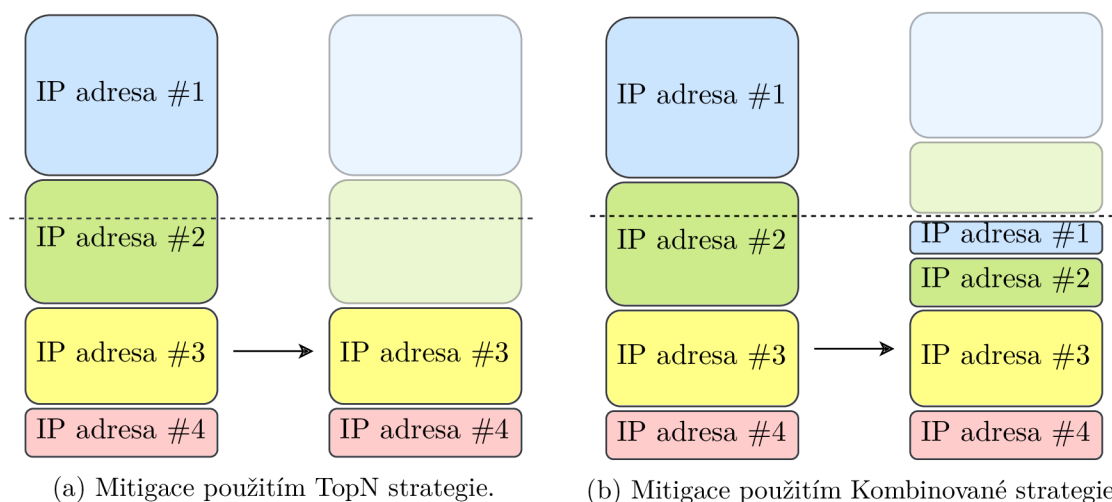 IP adresa #1
IP adresa #2
IP adresa #3
IP adresa #4
IP adresa #3
IP adresa #4
(a) Mitigace použitím TopN strategie.
IP adresa #1
IP adresa #2
IP adresa #3
IP adresa #4
IP adresa #1
IP adresa #2
IP adresa #3
IP adresa #4
(b) Mitigace použitím Kombinované strategie